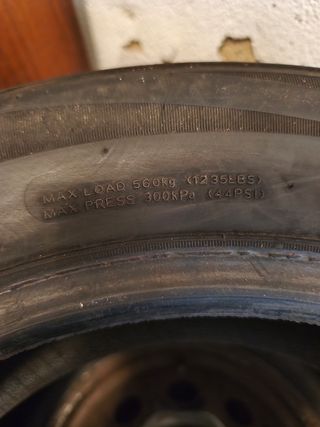 MAX LOAD 560kg (1235LBS)
MAX PRESS 300KPa (44PSI)